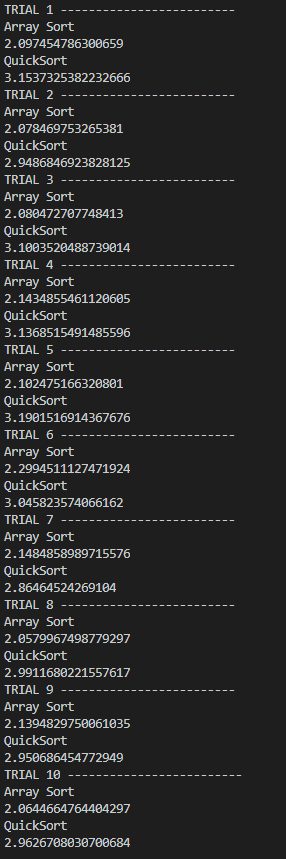 TRIAL 1 -------------------------
Array Sort
2.097454786300659
QuickSort
3.1537325382232666
TRIAL 2 -------------------------
Array Sort
2.078469753265381
QuickSort
2.9486846923828125
TRIAL 3 -------------------------
Array Sort
2.080472707748413
QuickSort
3.1003520488739014
TRIAL 4 -------------------------
Array Sort
2.1434855461120605
QuickSort
3.1368515491485596
TRIAL 5 -------------------------
Array Sort
2.102475166320801
QuickSort
3.1901516914367676
TRIAL 6 -------------------------
Array Sort
2.2994511127471924
QuickSort
3.045823574066162
TRIAL 7 -------------------------
Array Sort
2.1484858989715576
QuickSort
2.86464524269104
TRIAL 8 -------------------------
Array Sort
2.0579967498779297
QuickSort
2.9911680221557617
TRIAL 9 -------------------------
Array Sort
2.1394829750061035
QuickSort
2.950686454772949
TRIAL 10 -------------------------
Array Sort
2.0644664764404297
QuickSort
2.9626708030700684